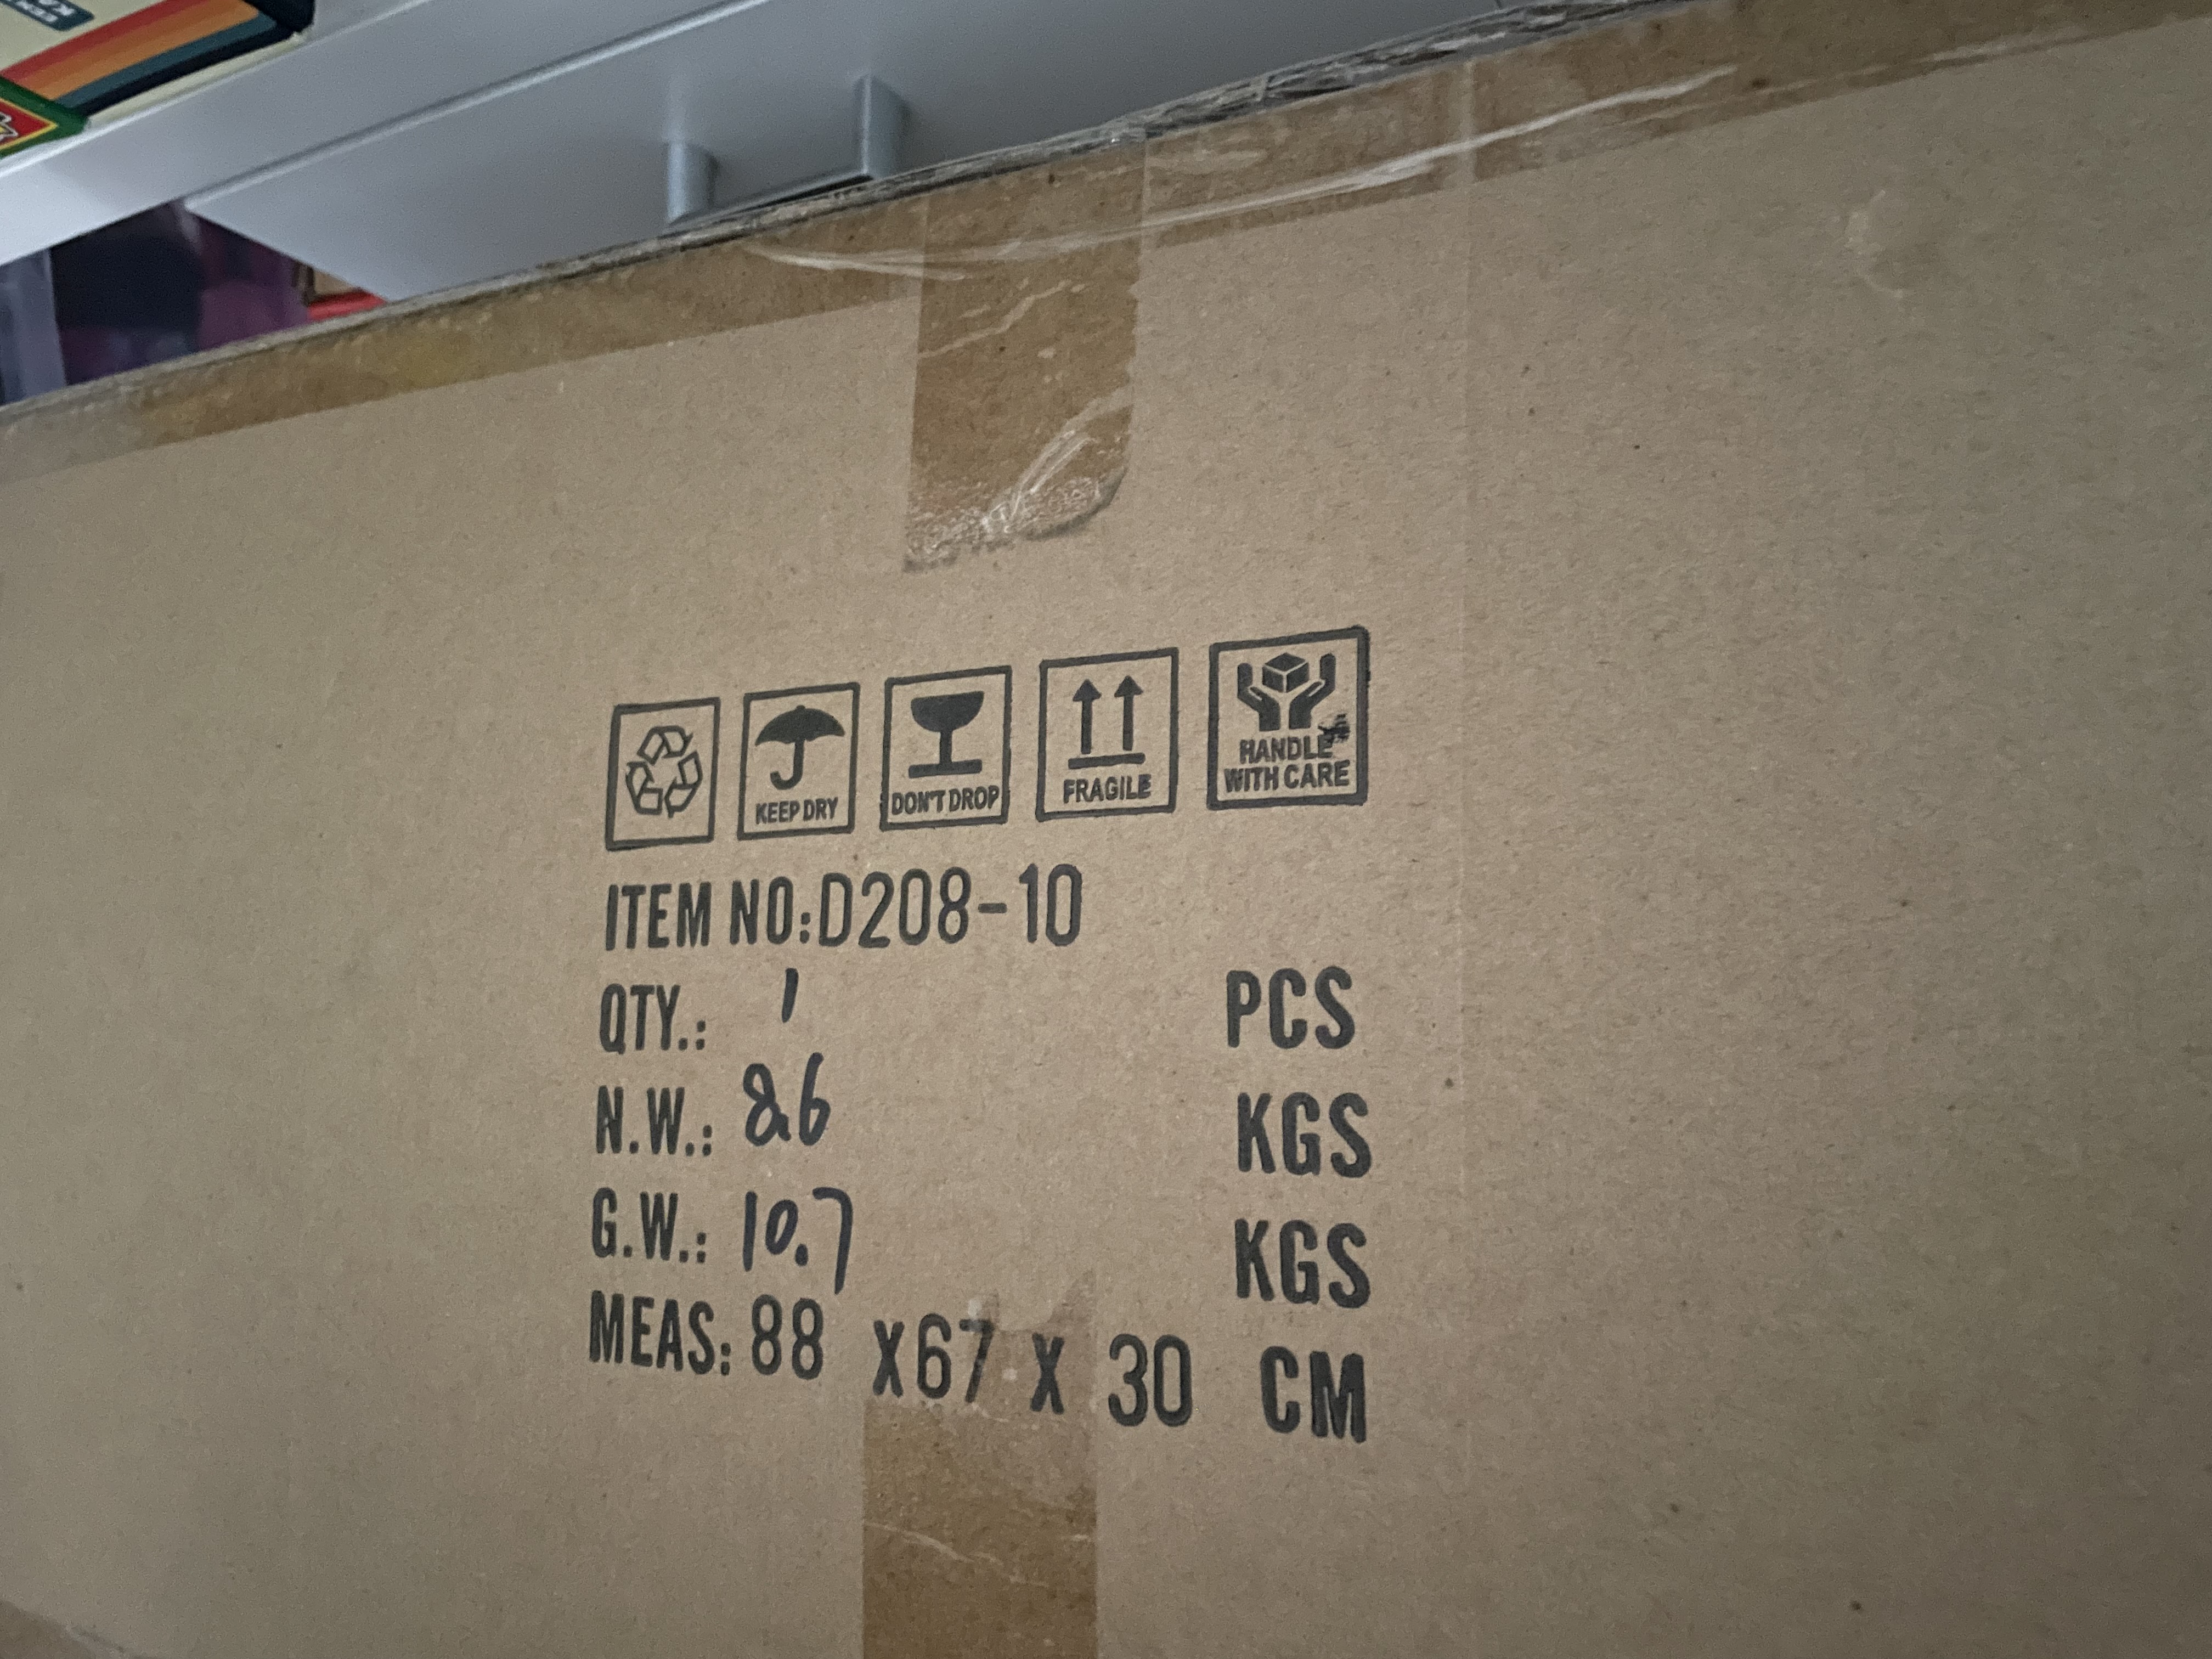 KEEP DRY
DON'T DROP
FRAGILE
HANDLE
WITH CARE
ITEM NO:D208-10
QTY.: 1 PCS
N.W.: 8.6 KGS
G.W.: 10.7 KGS
MEAS: 88 X 67 X 30 CM